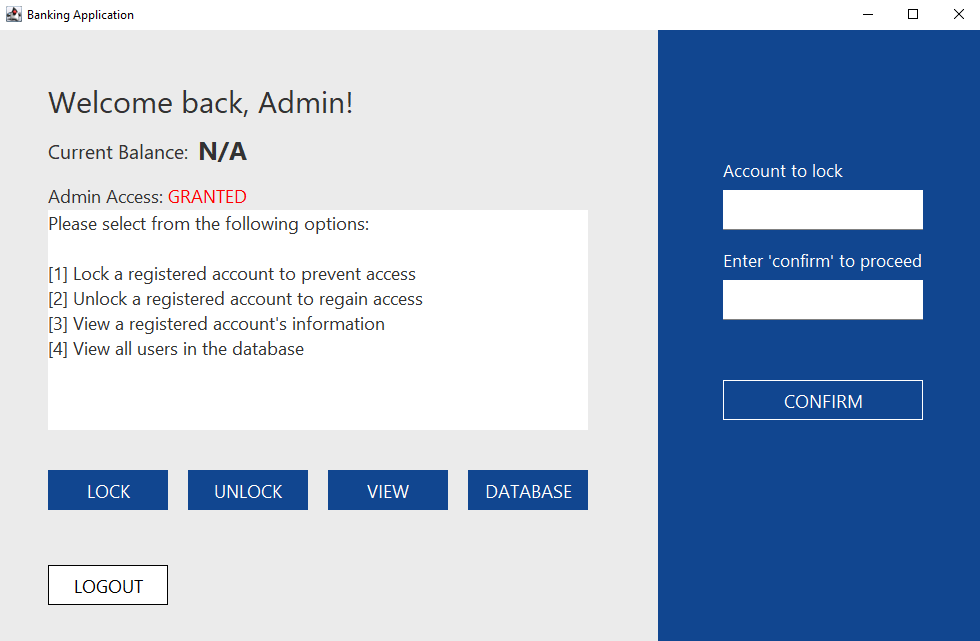 Banking Application
Welcome back, Admin!
Current Balance: N/A
Admin Access: GRANTED
Please select from the following options:
[1] Lock a registered account to prevent access
[2] Unlock a registered account to regain access
[3] View a registered account's information
[4] View all users in the database
LOCK UNLOCK VIEW DATABASE
LOGOUT
Account to lock
Enter 'confirm' to proceed
CONFIRM